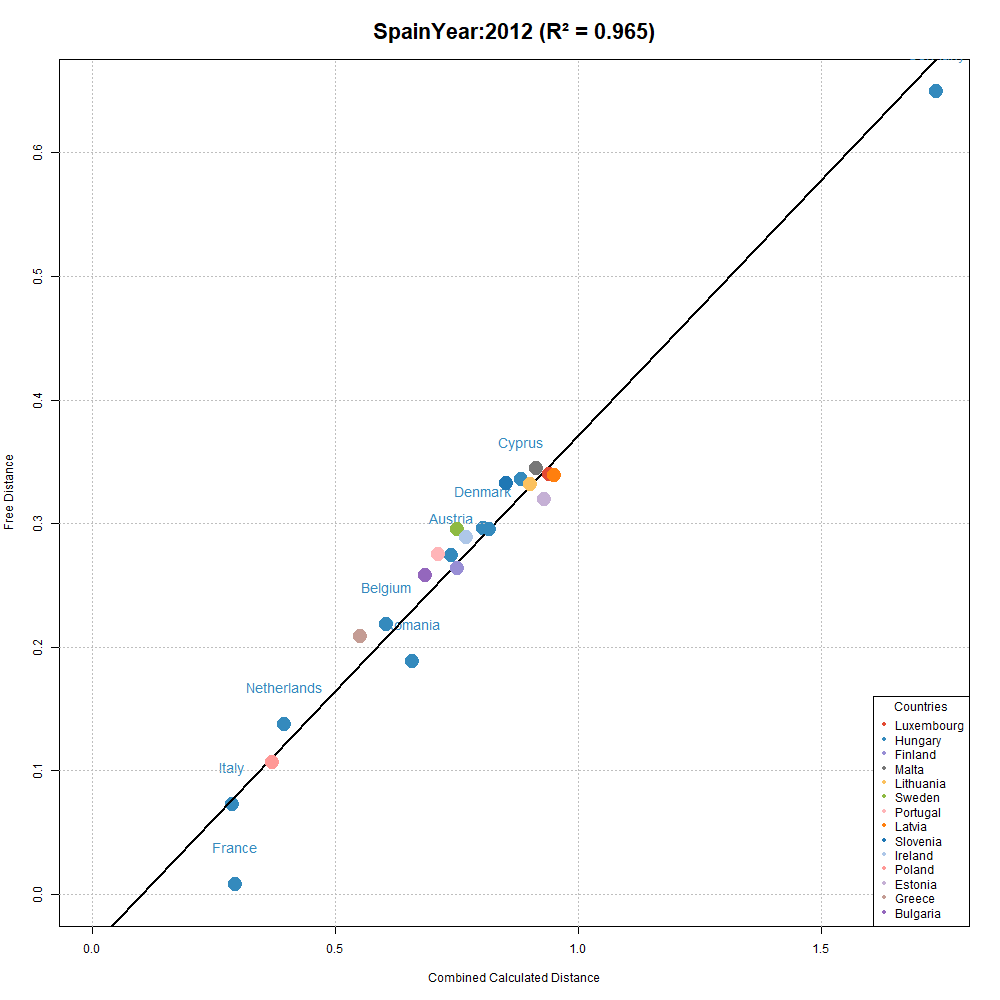 SpainYear:2012 (R² = 0.965)
Free Distance
0.6
0.5
0.4
0.3
0.2
0.1
0.0
Cyprus
Denmark
Austria
Belgium
omania
Netherlands
Italy
France
Countries
Luxembourg
Hungary
Finland
Malta
Lithuania
Sweden
Portugal
Latvia
Slovenia
Ireland
Poland
Estonia
Greece
Bulgaria
0.0 0.5 1.0 1.5
Combined Calculated Distance